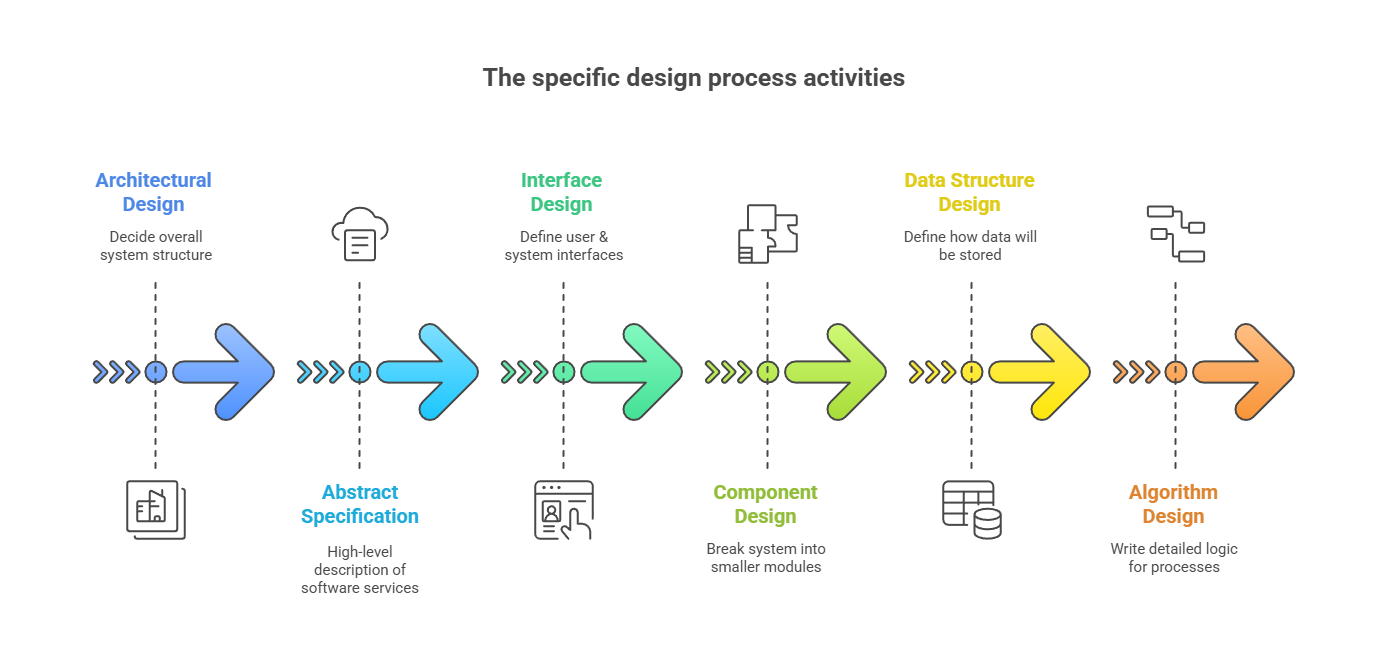 The specific design process activities
Architectural
Design
Decide overall
system structure
Abstract
Specification
High-level
description of
software services
Interface
Design
Define user &
system interfaces
Component
Design
Break system into
smaller modules
Data Structure
Design
Define how data will
be stored
Algorithm
Design
Write detailed logic
for processes